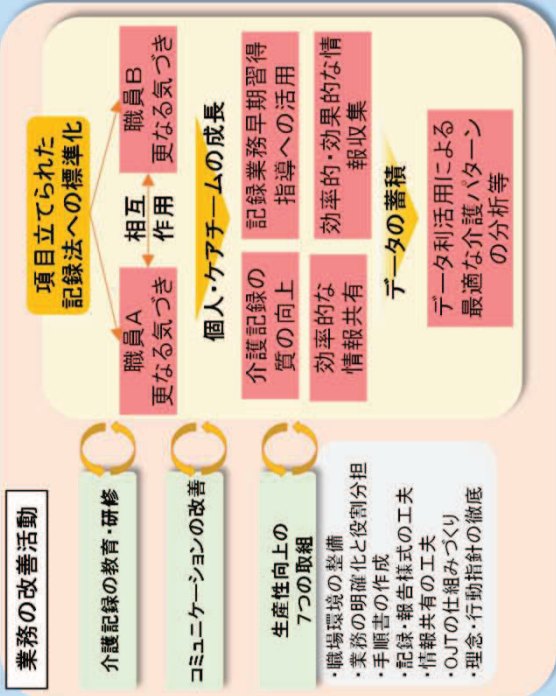 業務の改善活動
介護記録の教育・研修
コミュニケーションの改善
生産性向上の
7つの取組
・職場環境の整備
・業務の明確化と役割分担
・手順書の作成
・記録・報告様式の工夫
・情報共有の工夫
・OJTの仕組みづくり
・理念・行動指針の徹底
項目立てられた
記録法への標準化
職員A
更なる気づき
相互
作用
職員B
更なる気づき
個人・ケアチームの成長
介護記録の
質の向上
記録業務早期習得
指導への活用
効率的な
情報共有
効率的・効果的な情
報収集
データの蓄積
データ利活用による
最適な介護パターン
の分析等